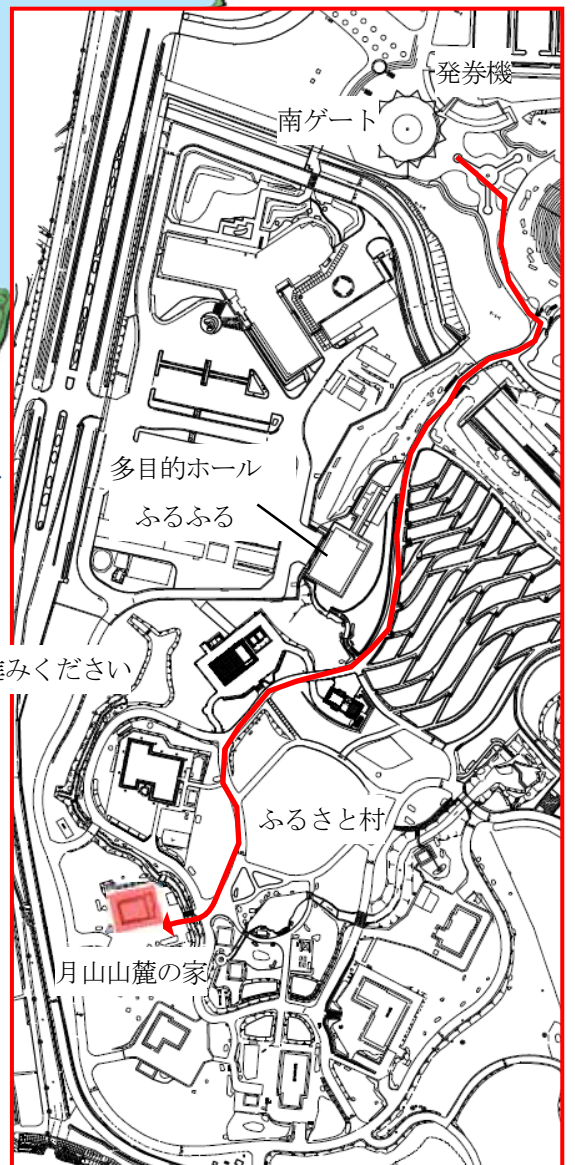 発券機
南ゲート
多目的ホール
ふるふる
みください
ふるさと村
月山山麓の家